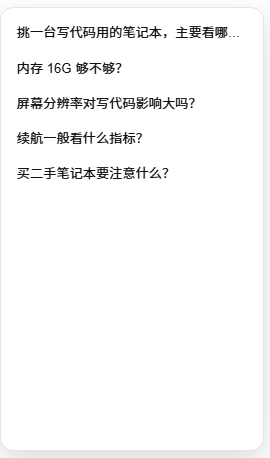 挑一台写代码用的笔记本，主要看哪...
内存 16G 够不够？
屏幕分辨率对写代码影响大吗？
续航一般看什么指标？
买二手笔记本要注意什么？